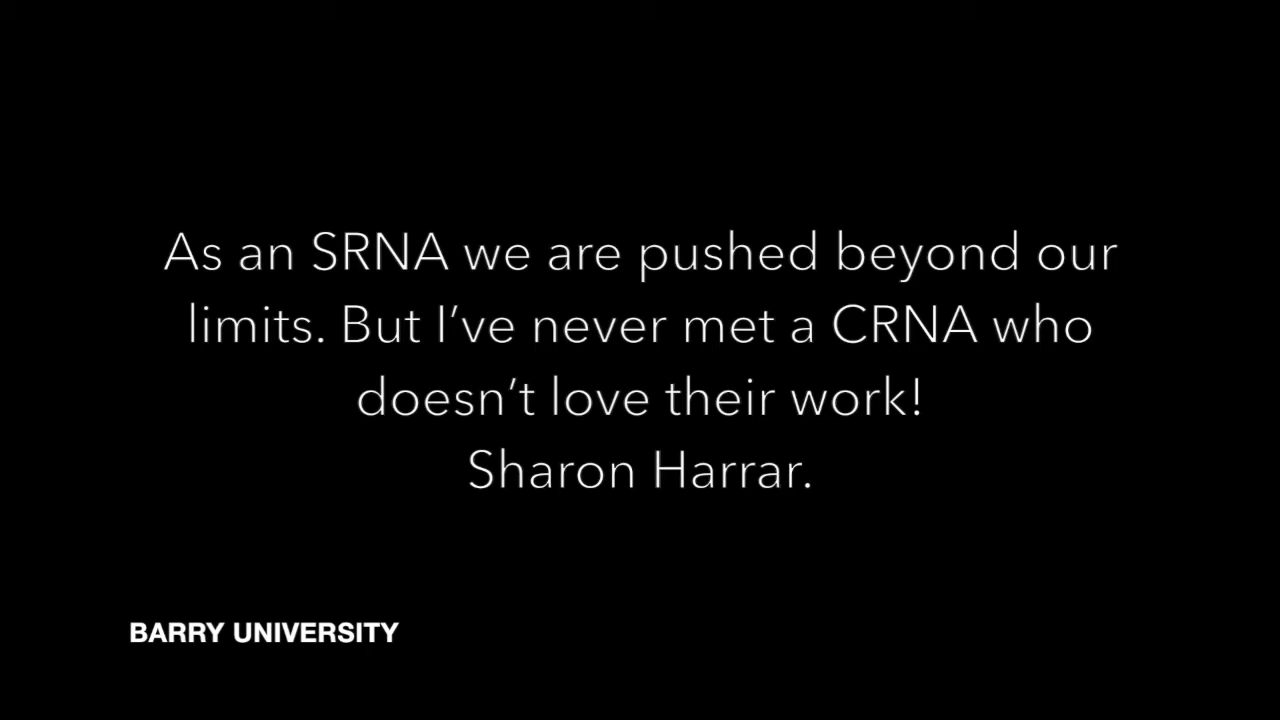 As an SRNA we are pushed beyond our
limits. But I’ve never met a CRNA who
doesn’t love their work!
Sharon Harrar.
BARRY UNIVERSITY